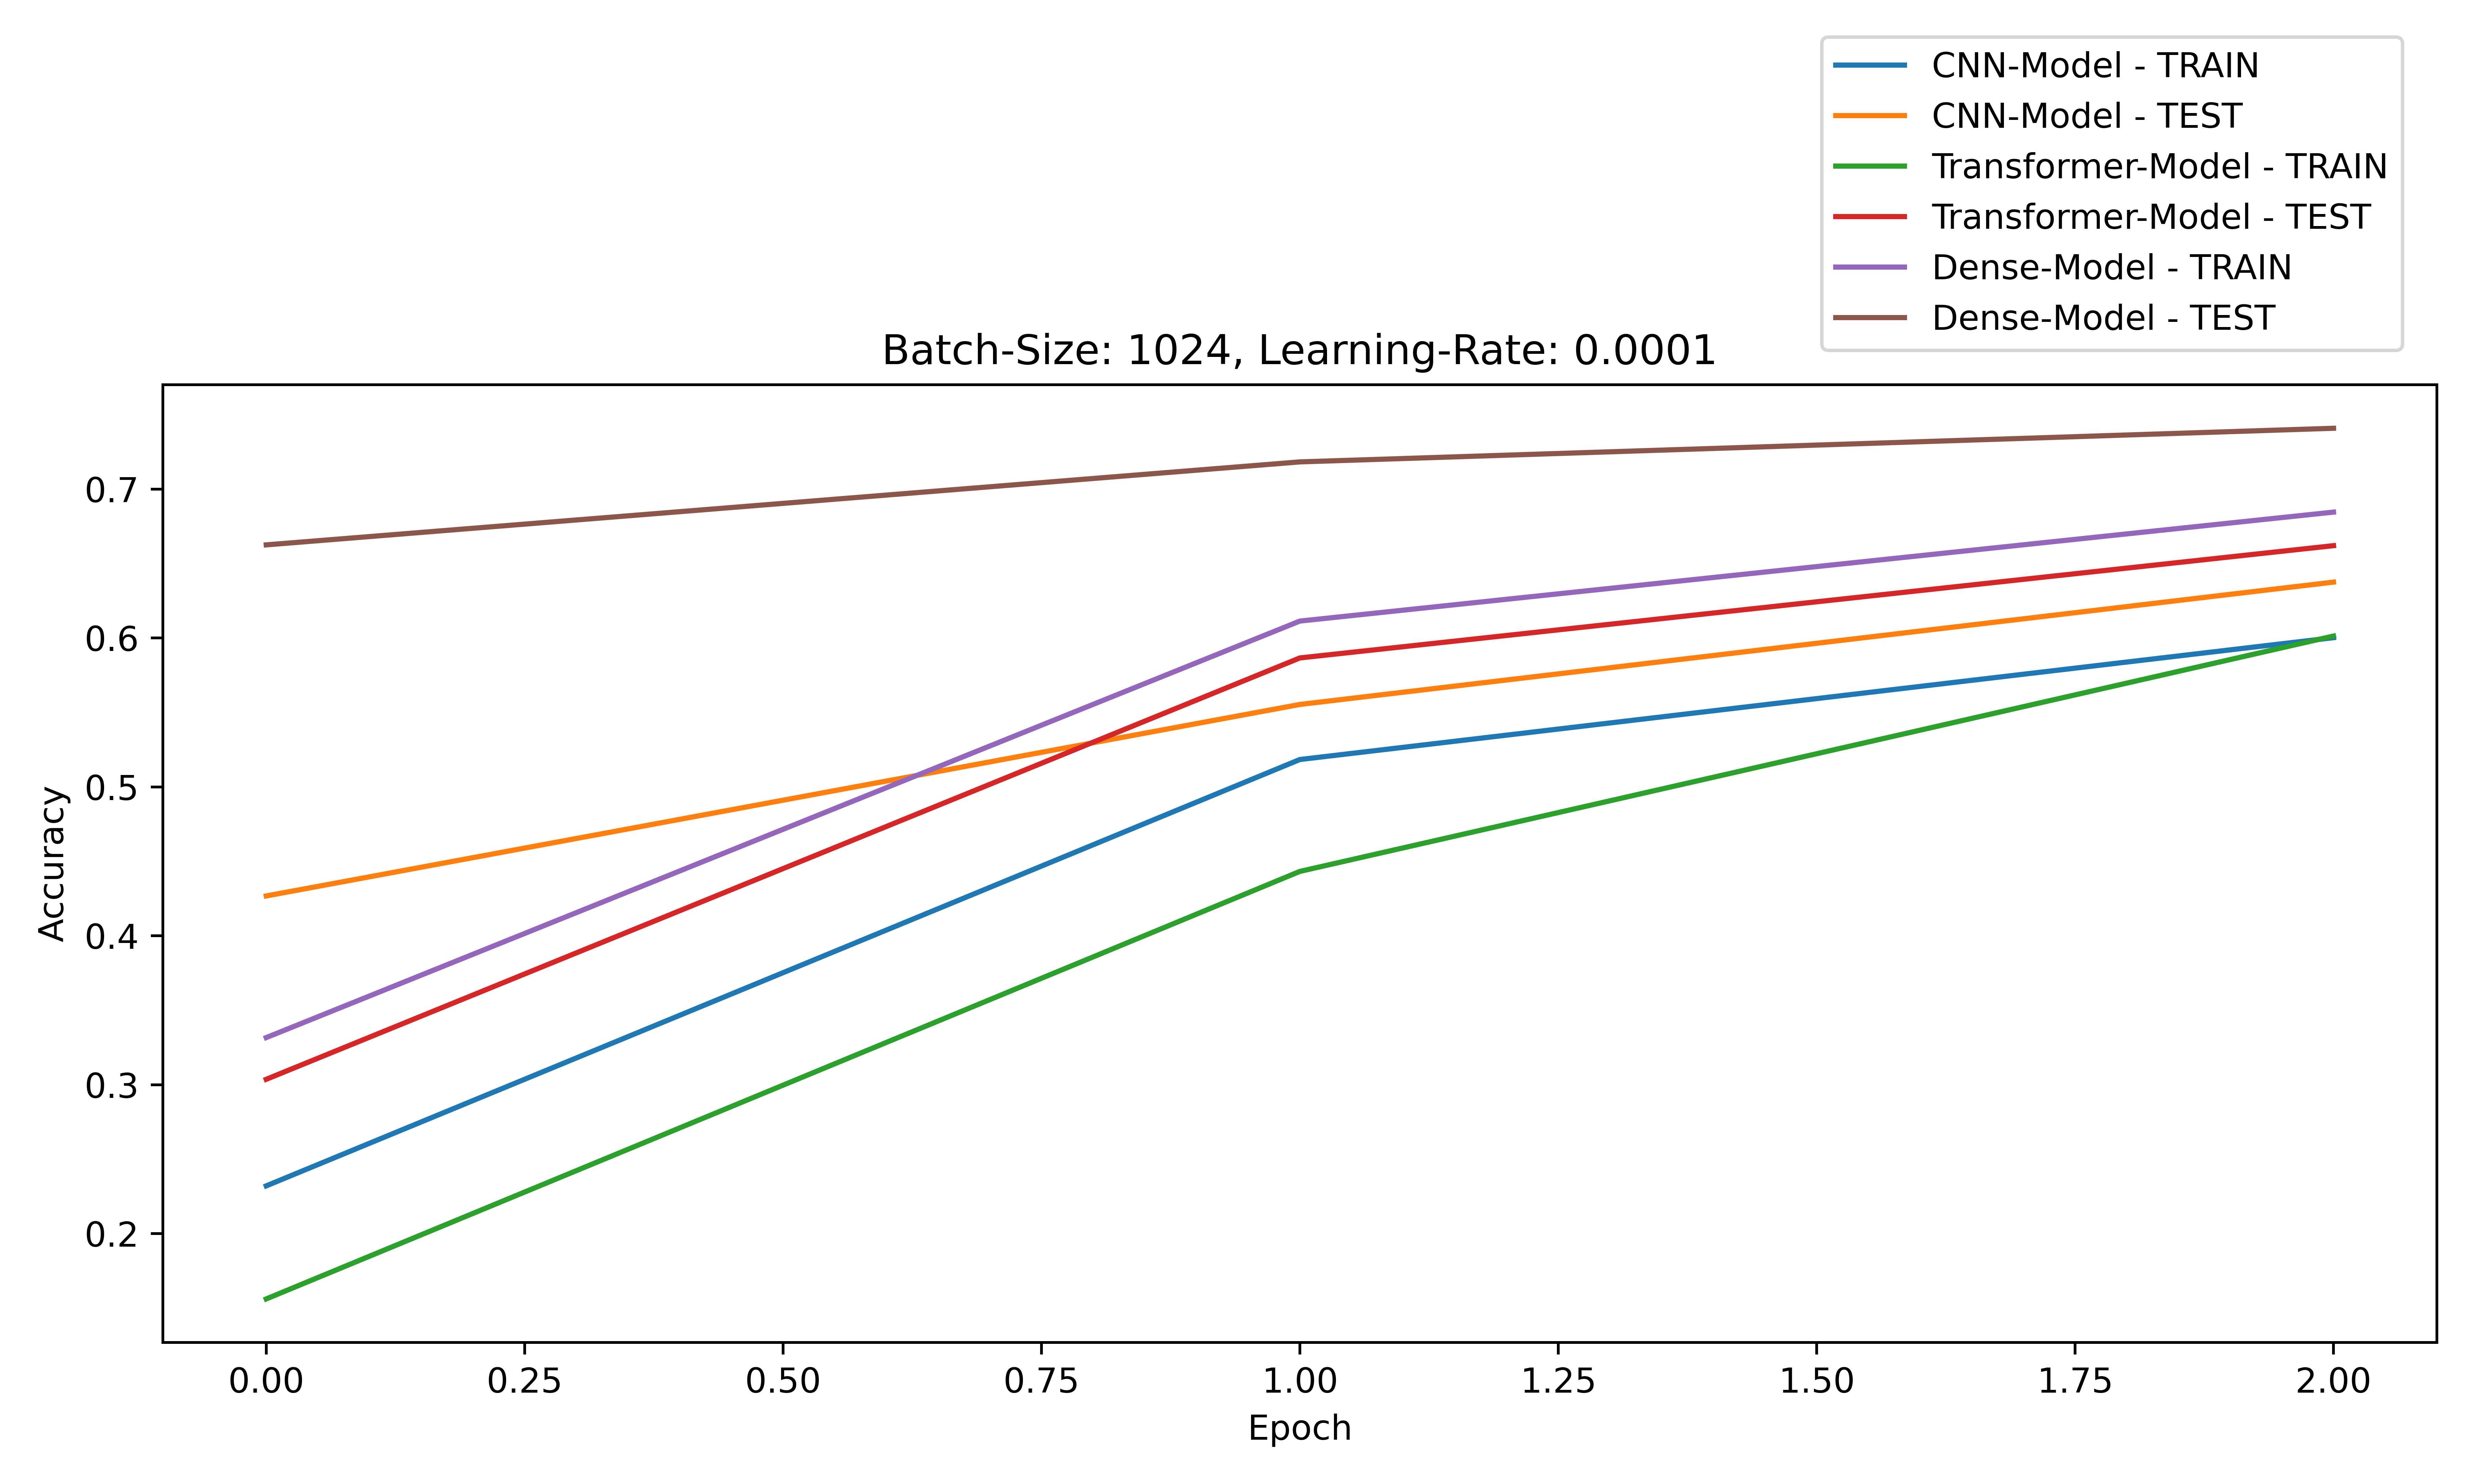 CNN-Model - TRAIN
CNN-Model - TEST
Transformer-Model - TRAIN
Transformer-Model - TEST
Dense-Model - TRAIN
Dense-Model - TEST
Batch-Size: 1024, Learning-Rate: 0.0001
0.7
0.6
0.5
0.4
0.3
0.2
Accuracy
0.00 0.25 0.50 0.75 1.00 1.25 1.50 1.75 2.00
Epoch